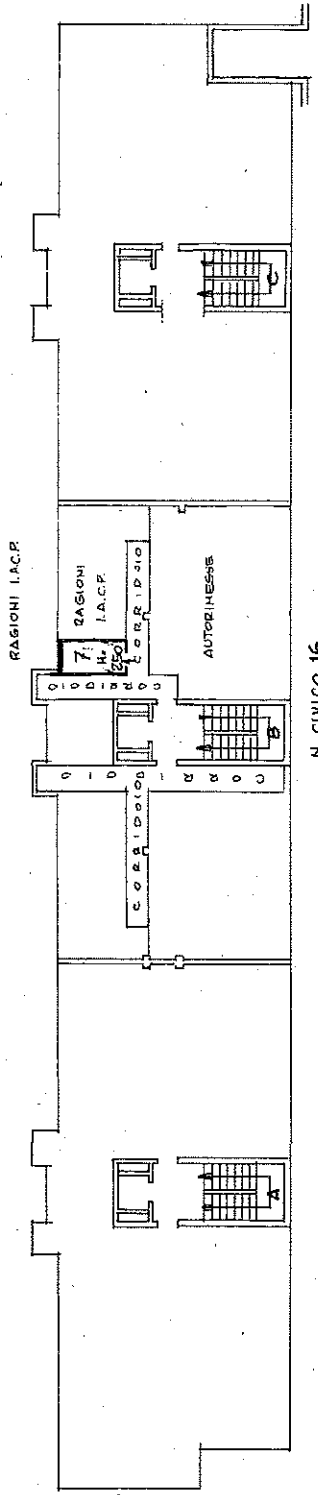 RAGIONI I.A.C.P.
RAGIONI
I.A.C.P.
7
H=
250
CORRIDOIO
CORRIDOIO
CORRIDOIO
CORRIDOIO
AUTORIMESSE
A
B
C
N. CIVICO 16